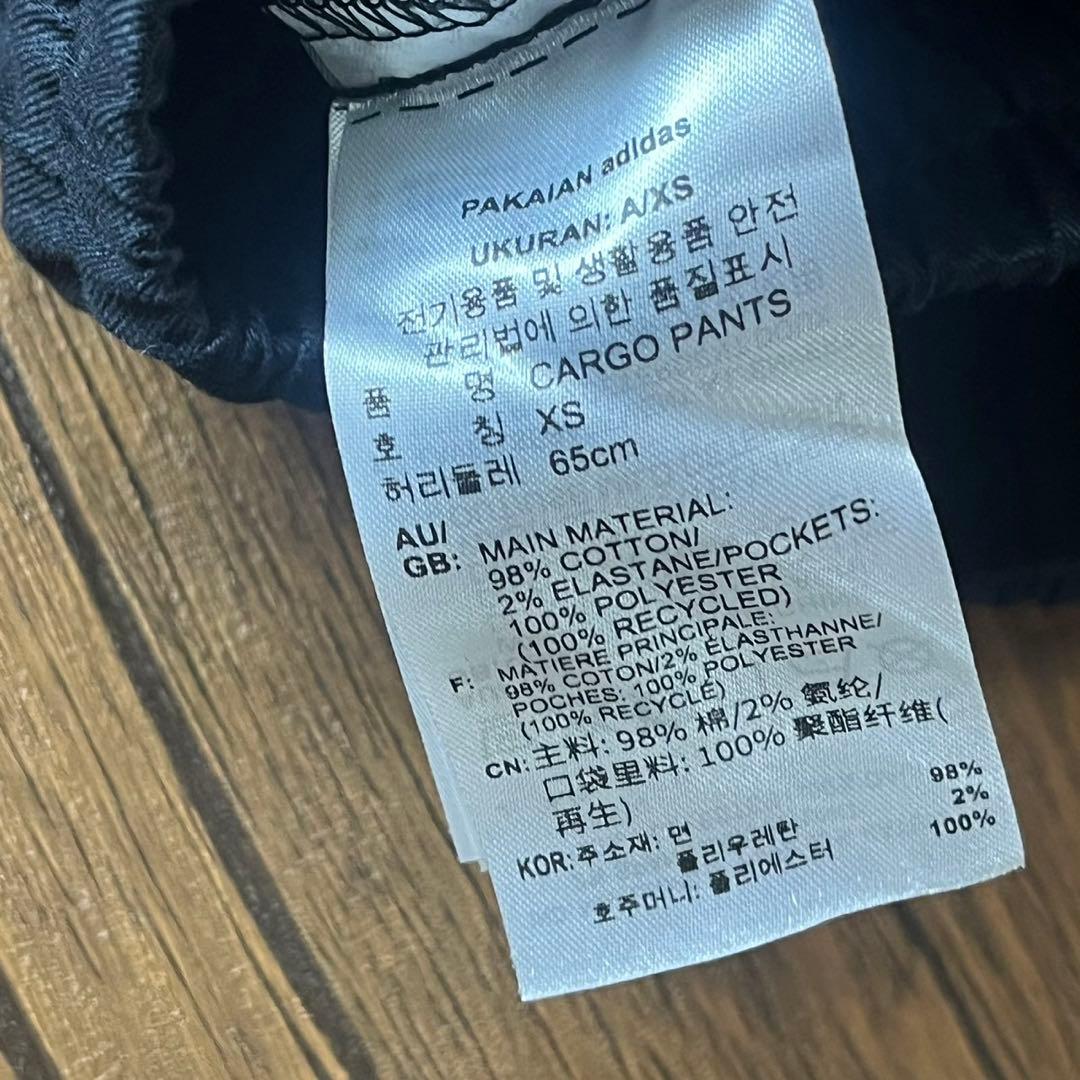 PAKAIAN adidas
UKURAN: A/XS
전기용품 및 생활용품 안전
관리법에 의한 품질표시
품 명 CARGO PANTS
호 칭 XS
허리둘레 65cm
AU/
GB: MAIN MATERIAL:
98% COTTON/
2% ELASTANE/POCKETS:
100% POLYESTER
(100% RECYCLED)
F: MATIERE PRINCIPALE:
98% COTON/2% ELASTHANNE/
POCHES: 100% POLYESTER
(100% RECYCLÉ)
CN: 主料: 98% 棉/2% 氨纶/
口袋里料: 100% 聚酯纤维(
再生)
KOR: 주소재: 면 98%
폴리우레탄 2%
호주머니: 폴리에스터 100%